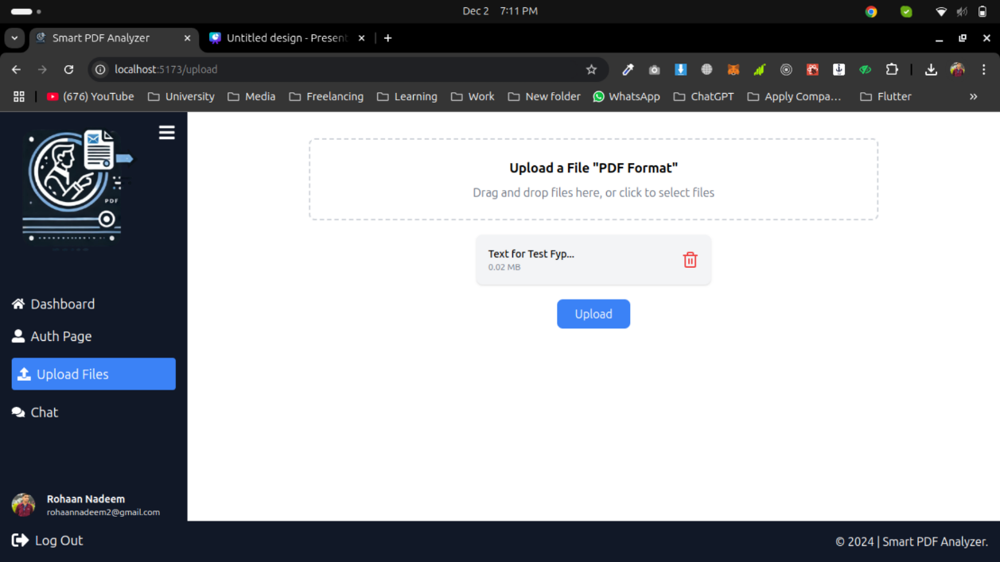 Dec 2 7:11 PM
Smart PDF Analyzer
Untitled design - Present
localhost:5173/upload
(676) YouTube
University
Media
Freelancing
Learning
Work
New folder
WhatsApp
ChatGPT
Apply Compa...
Flutter
PDF
Dashboard
Auth Page
Upload Files
Chat
Rohaan Nadeem
rohaannadeem2@gmail.com
Log Out
Upload a File "PDF Format"
Drag and drop files here, or click to select files
Text for Test Fyp...
0.02 MB
Upload
© 2024 | Smart PDF Analyzer.